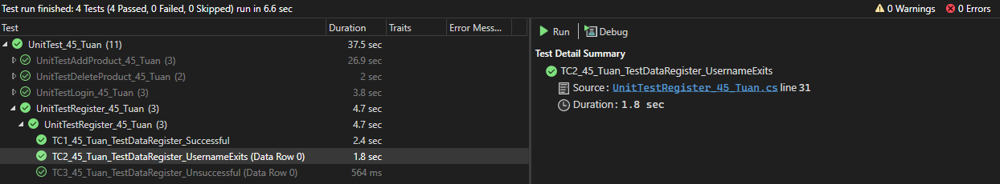 Test run finished: 4 Tests (4 Passed, 0 Failed, 0 Skipped) run in 6.6 sec
0 Warnings
0 Errors
Test Duration Traits Error Mess...
UnitTest_45_Tuan (11) 37.5 sec
UnitTestAddProduct_45_Tuan (3) 26.9 sec
UnitTestDeleteProduct_45_Tuan (2) 2 sec
UnitTestLogin_45_Tuan (3) 3.8 sec
UnitTestRegister_45_Tuan (3) 4.7 sec
UnitTestRegister_45_Tuan (3) 4.7 sec
TC1_45_Tuan_TestDataRegister_Successful 2.4 sec
TC2_45_Tuan_TestDataRegister_UsernameExits (Data Row 0) 1.8 sec
TC3_45_Tuan_TestDataRegister_Unsuccessful (Data Row 0) 564 ms
Run Debug
Test Detail Summary
TC2_45_Tuan_TestDataRegister_UsernameExits
Source: UnitTestRegister_45_Tuan.cs line 31
Duration: 1.8 sec